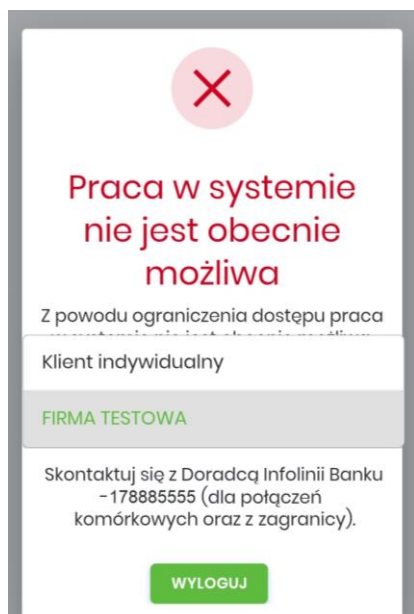 Praca w systemie
nie jest obecnie
możliwa
Z powodu ograniczenia dostępu praca
Klient indywidualny
FIRMA TESTOWA
Skontaktuj się z Doradcą Infolinii Banku
-178885555 (dla połączeń
komórkowych oraz z zagranicy).
WYLOGUJ